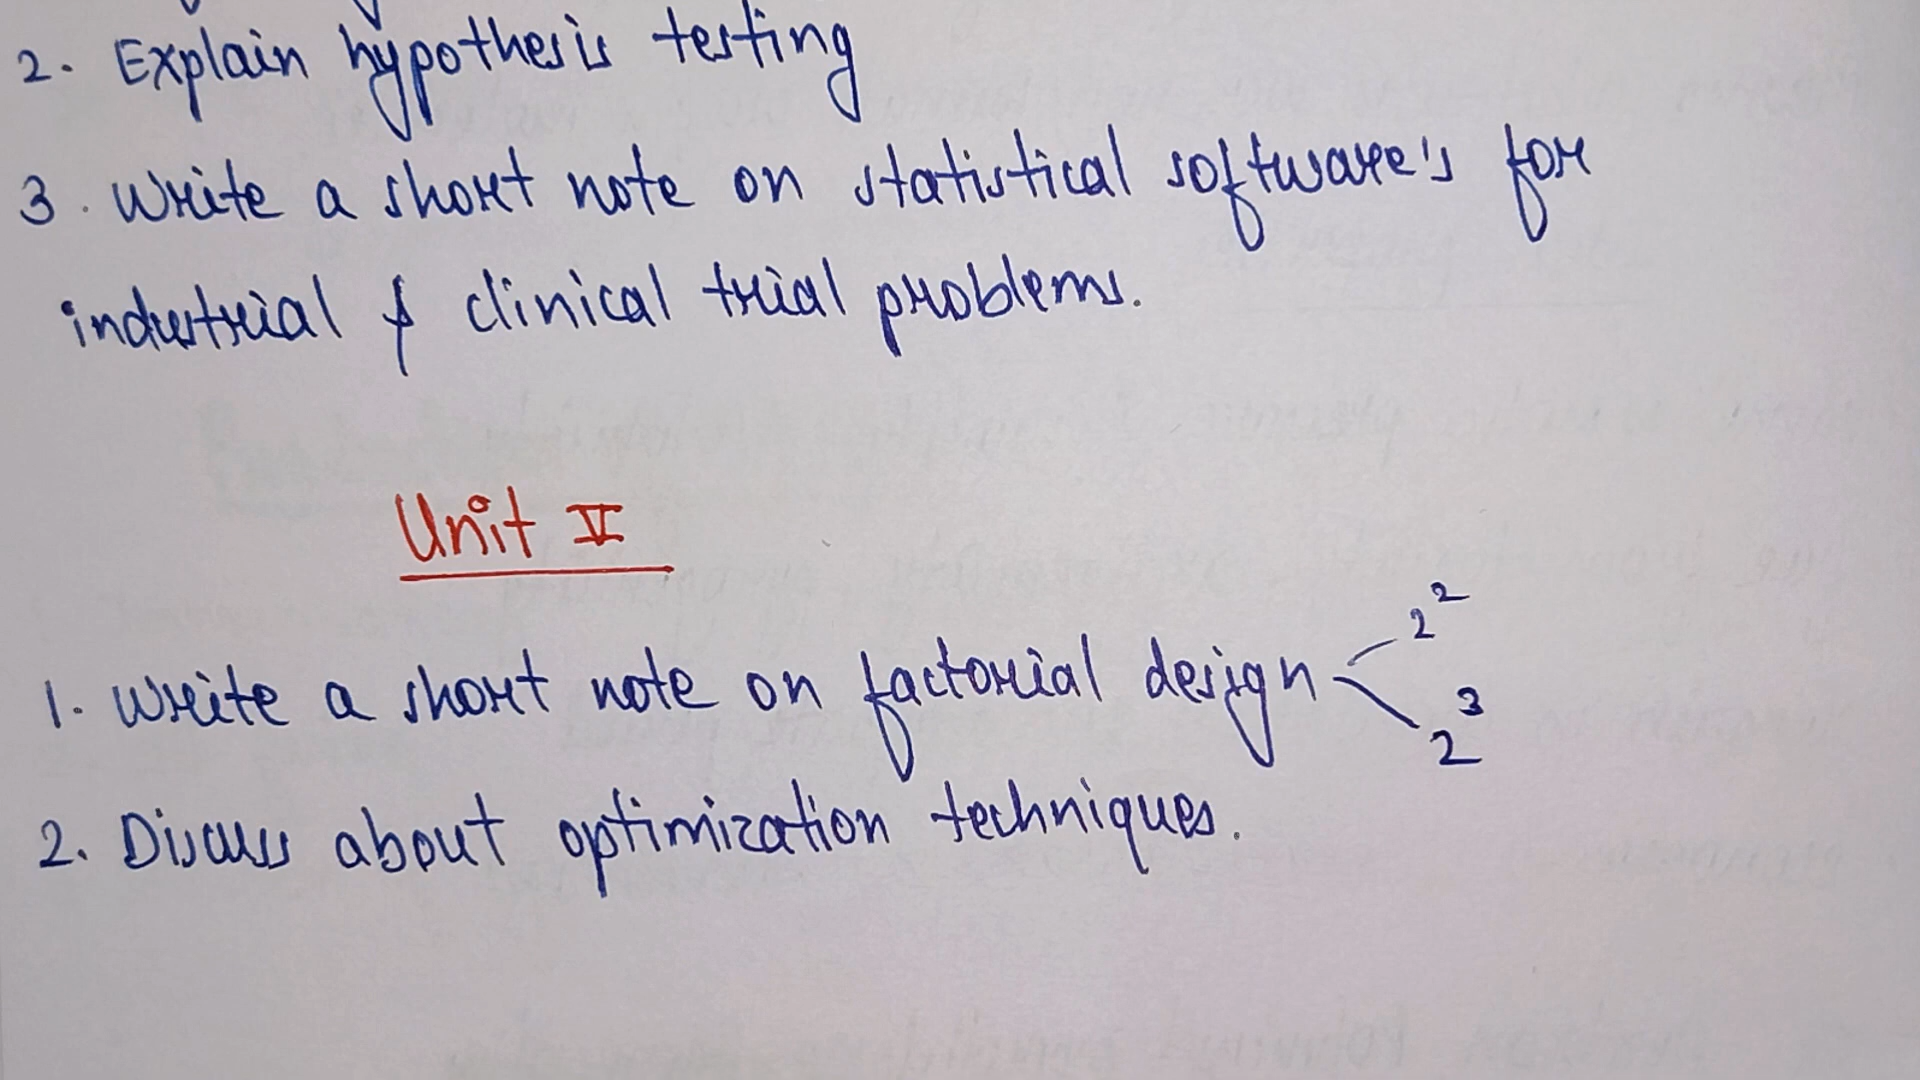 2. Explain hypothesis testing
3. Write a short note on statistical software's for
industrial & clinical trial problems.
Unit V
1. Write a short note on factorial design 2²
2³
2. Discuss about optimization techniques.